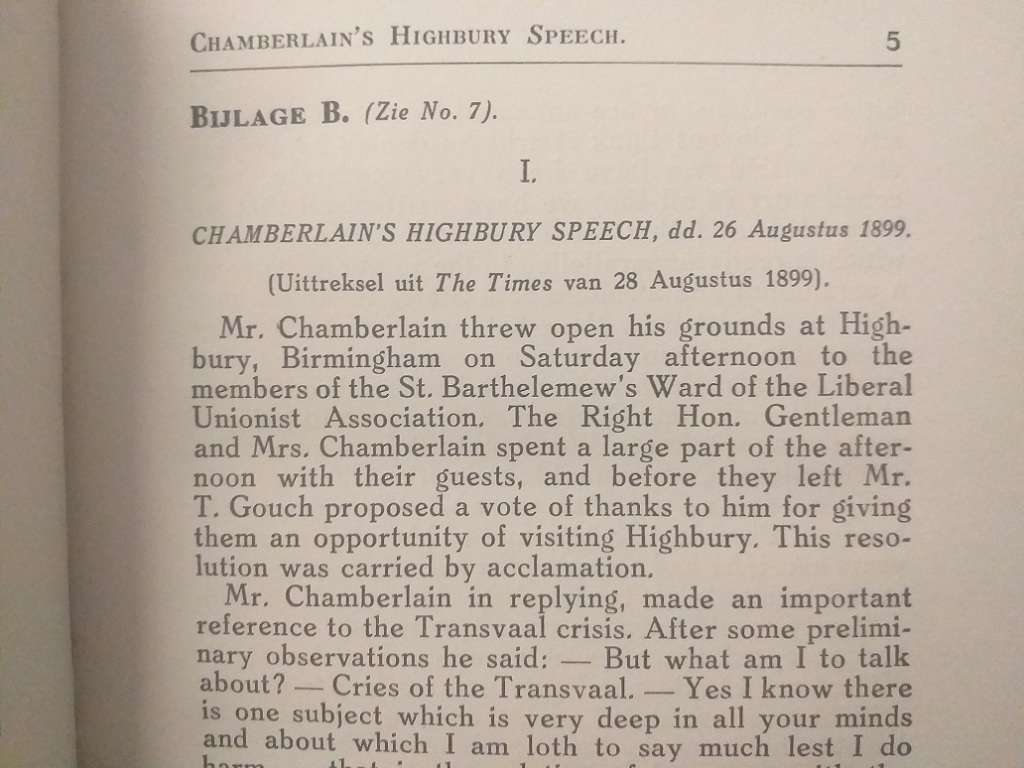 CHAMBERLAIN'S HIGHBURY SPEECH. 5
BIJLAGE B. (Zie No. 7).
I.
CHAMBERLAIN'S HIGHBURY SPEECH, dd. 26 Augustus 1899.
(Uittreksel uit The Times van 28 Augustus 1899).
Mr. Chamberlain threw open his grounds at High-
bury, Birmingham on Saturday afternoon to the
members of the St. Barthelemew's Ward of the Liberal
Unionist Association. The Right Hon. Gentleman
and Mrs. Chamberlain spent a large part of the after-
noon with their guests, and before they left Mr.
T. Gouch proposed a vote of thanks to him for giving
them an opportunity of visiting Highbury. This reso-
lution was carried by acclamation.
Mr. Chamberlain in replying, made an important
reference to the Transvaal crisis. After some prelimi-
nary observations he said: — But what am I to talk
about? — Cries of the Transvaal. — Yes I know there
is one subject which is very deep in all your minds
and about which I am loth to say much lest I do